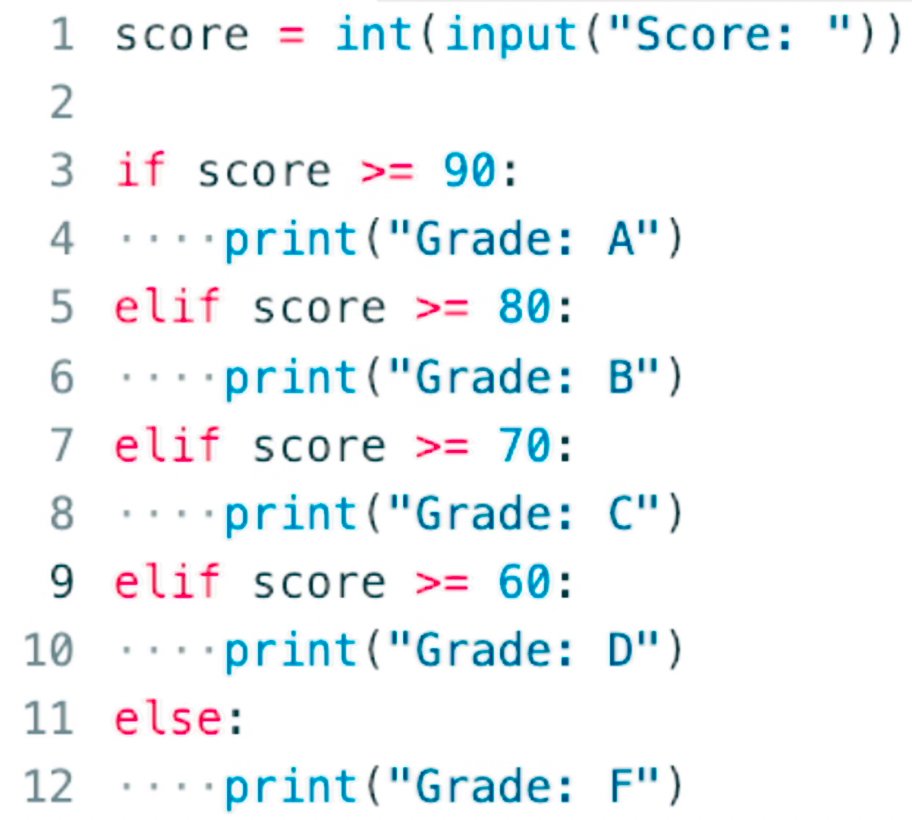 1 score = int(input("Score: "))
2
3 if score >= 90:
4 ····print("Grade: A")
5 elif score >= 80:
6 ····print("Grade: B")
7 elif score >= 70:
8 ····print("Grade: C")
9 elif score >= 60:
10 ····print("Grade: D")
11 else:
12 ····print("Grade: F")